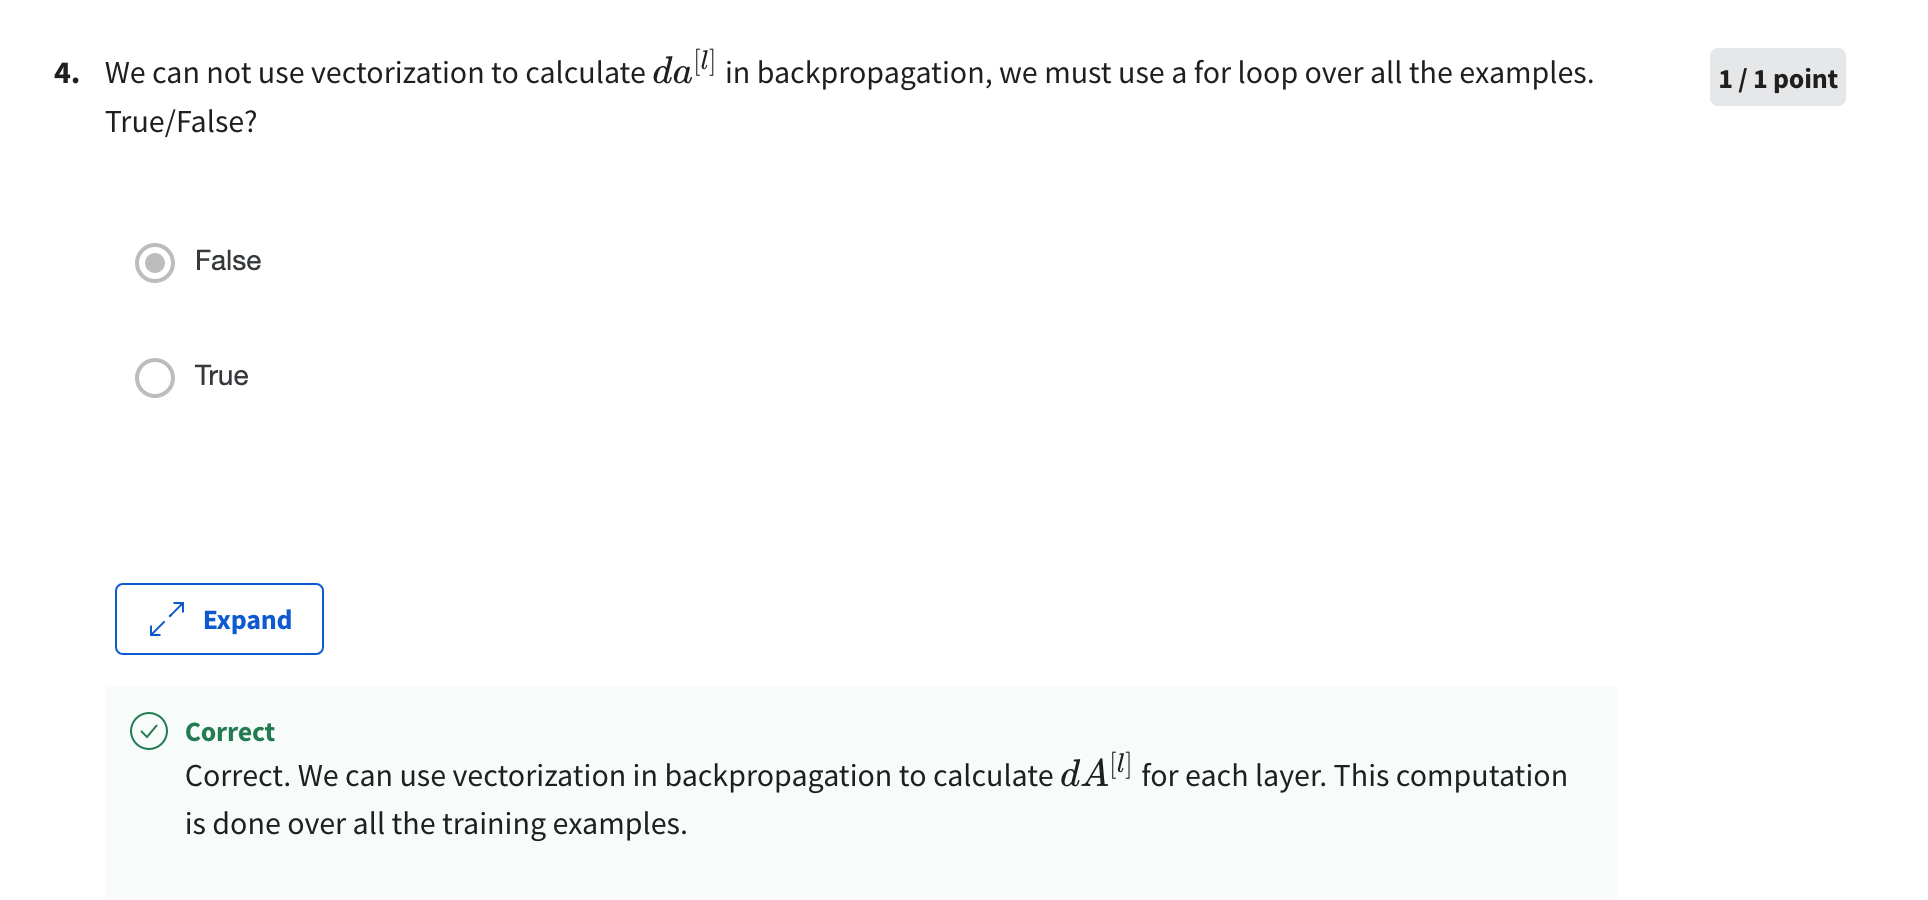 4. We can not use vectorization to calculate da^[l] in backpropagation, we must use a for loop over all the examples.
1 / 1 point
True/False?
False
True
Expand
Correct
Correct. We can use vectorization in backpropagation to calculate dA^[l] for each layer. This computation
is done over all the training examples.